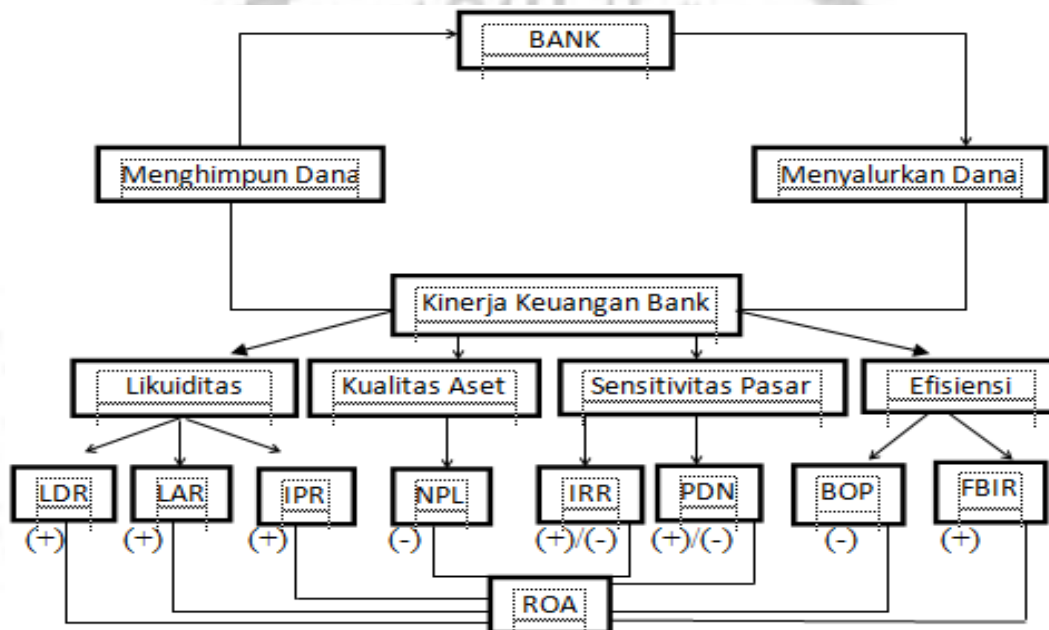 BANK
Menghimpun Dana
Menyalurkan Dana
Kinerja Keuangan Bank
Likuiditas
Kualitas Aset
Sensitivitas Pasar
Efisiensi
LDR
LAR
IPR
NPL
IRR
PDN
BOP
FBIR
(+)
(+)
(+)
(-)
(+)/(-)
(+)/(-)
(-)
(+)
ROA